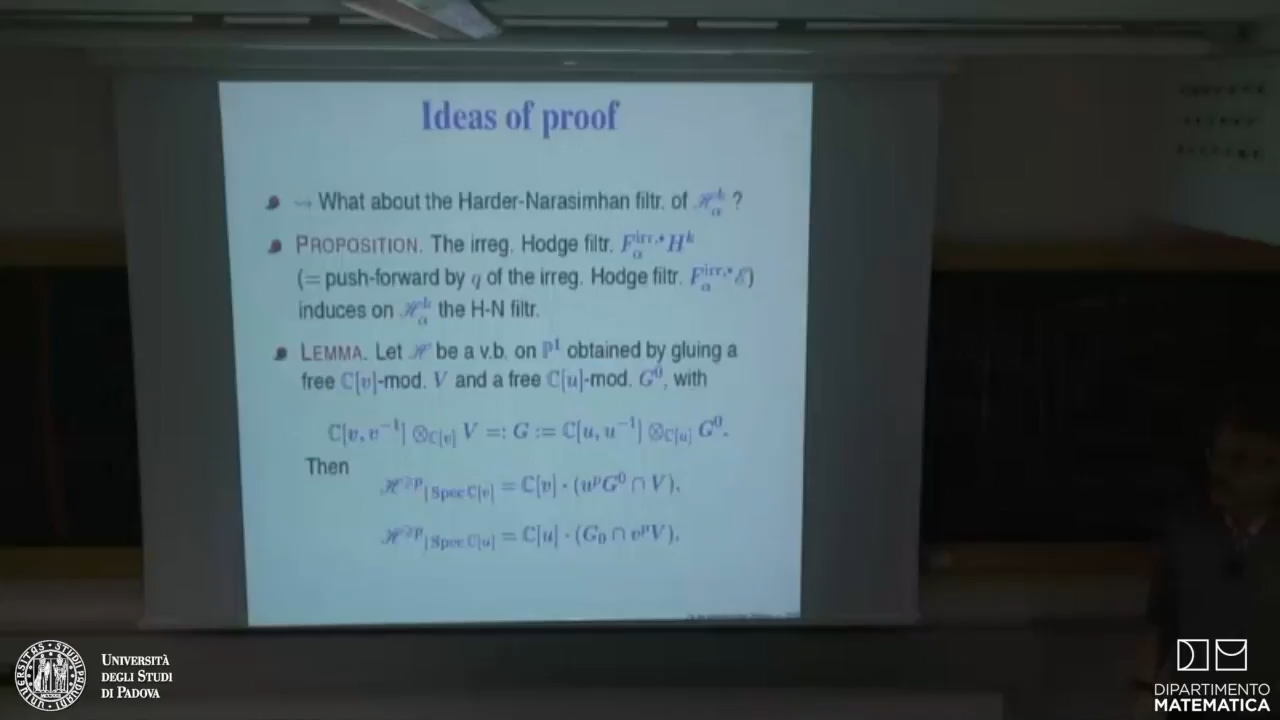 Ideas of proof
⇝ What about the Harder-Narasimhan filtr. of ℋ^k_α ?
PROPOSITION. The irreg. Hodge filtr. F^{irr,•}_α H^k
(= push-forward by q of the irreg. Hodge filtr. F^{irr,•}_α ℰ)
induces on ℋ^k_α the H-N filtr.
LEMMA. Let ℋ be a v.b. on ℙ^1 obtained by gluing a
free ℂ[v]-mod. V and a free ℂ[u]-mod. G^0, with
ℂ[v, v^{-1}] ⊗_{ℂ[v]} V =: G := ℂ[u, u^{-1}] ⊗_{ℂ[u]} G^0.
Then
ℋ^{≥p}|_{Spec ℂ[v]} = ℂ[v] · (u^p G^0 ∩ V),
ℋ^{≥p}|_{Spec ℂ[u]} = ℂ[u] · (G_0 ∩ v^p V).
UNIVERSITÀ
DEGLI STUDI
DI PADOVA
DIPARTIMENTO
MATEMATICA